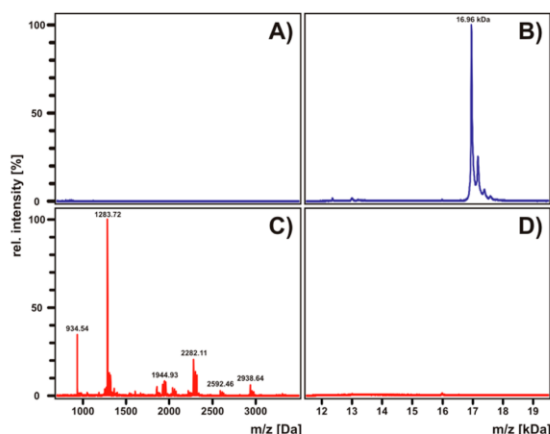 A)
B)
16.96 kDa
100
50
0
rel. intensity [%]
C)
D)
1283.72
934.54
1944.93
2282.11
2592.46
2938.64
100
50
0
1000 1500 2000 2500 3000
m/z [Da]
12 13 14 15 16 17 18 19
m/z [kDa]